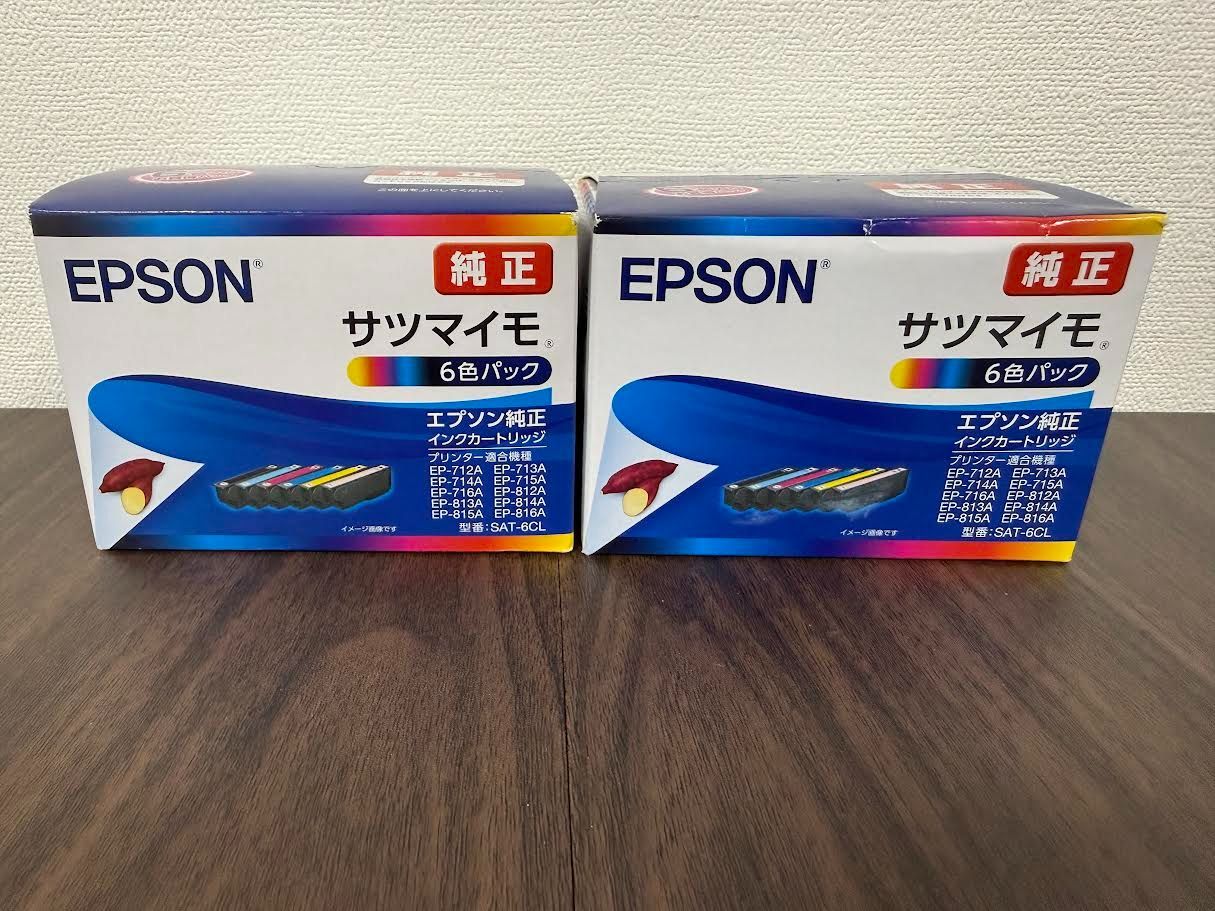 純正
EPSON®
純正
サツマイモ®
6色パック
エプソン純正
インクカートリッジ
プリンター適合機種
EP-712A EP-713A
EP-714A EP-715A
EP-716A EP-812A
EP-813A EP-814A
EP-815A EP-816A
型番:SAT-6CL
イメージ画像です
純正
EPSON®
純正
サツマイモ®
6色パック
エプソン純正
インクカートリッジ
プリンター適合機種
EP-712A EP-713A
EP-714A EP-715A
EP-716A EP-812A
EP-813A EP-814A
EP-815A EP-816A
型番:SAT-6CL
イメージ画像です